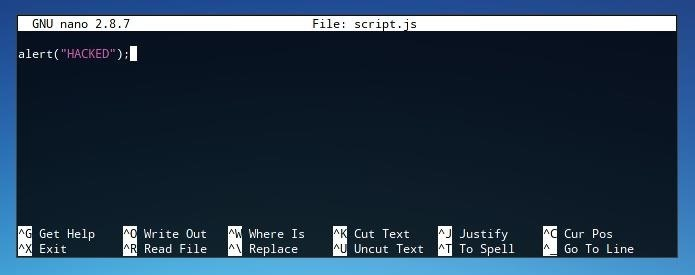 GNU nano 2.8.7 File: script.js
alert("HACKED");
^G Get Help ^O Write Out ^W Where Is ^K Cut Text ^J Justify ^C Cur Pos
^X Exit ^R Read File ^\ Replace ^U Uncut Text ^T To Spell ^_ Go To Line